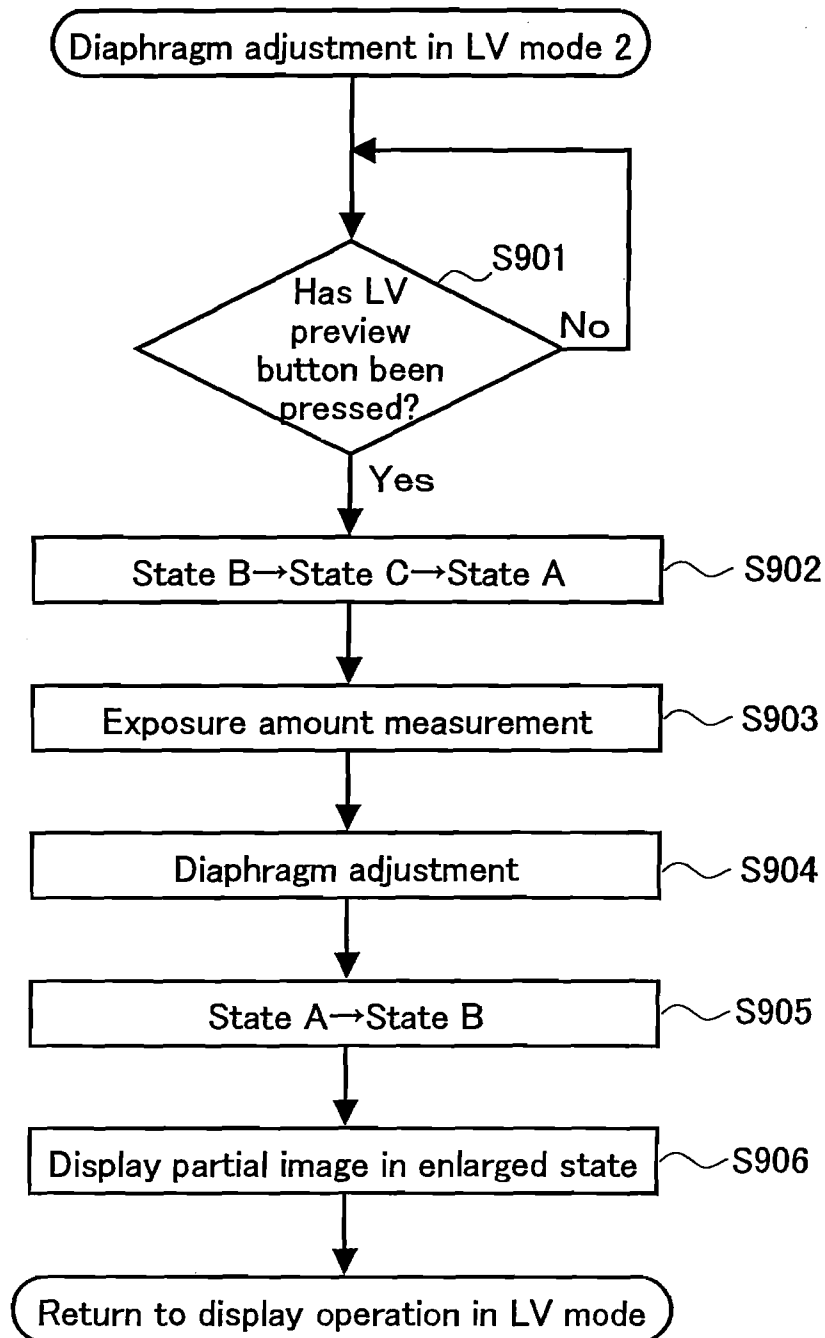 Diaphragm adjustment in LV mode 2
S901
Has LV
preview
button been
pressed?
No
Yes
State B→State C→State A
S902
Exposure amount measurement
S903
Diaphragm adjustment
S904
State A→State B
S905
Display partial image in enlarged state
S906
Return to display operation in LV mode